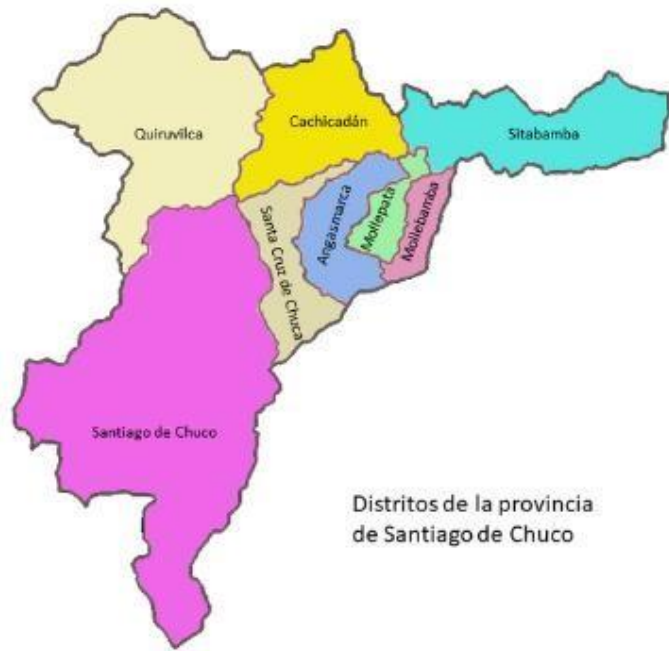 Quiruvilca
Cachicadán
Sitabamba
Santa Cruz de Chuca
Angasmarca
Mollepata
Mollebamba
Santiago de Chuco
Distritos de la provincia
de Santiago de Chuco